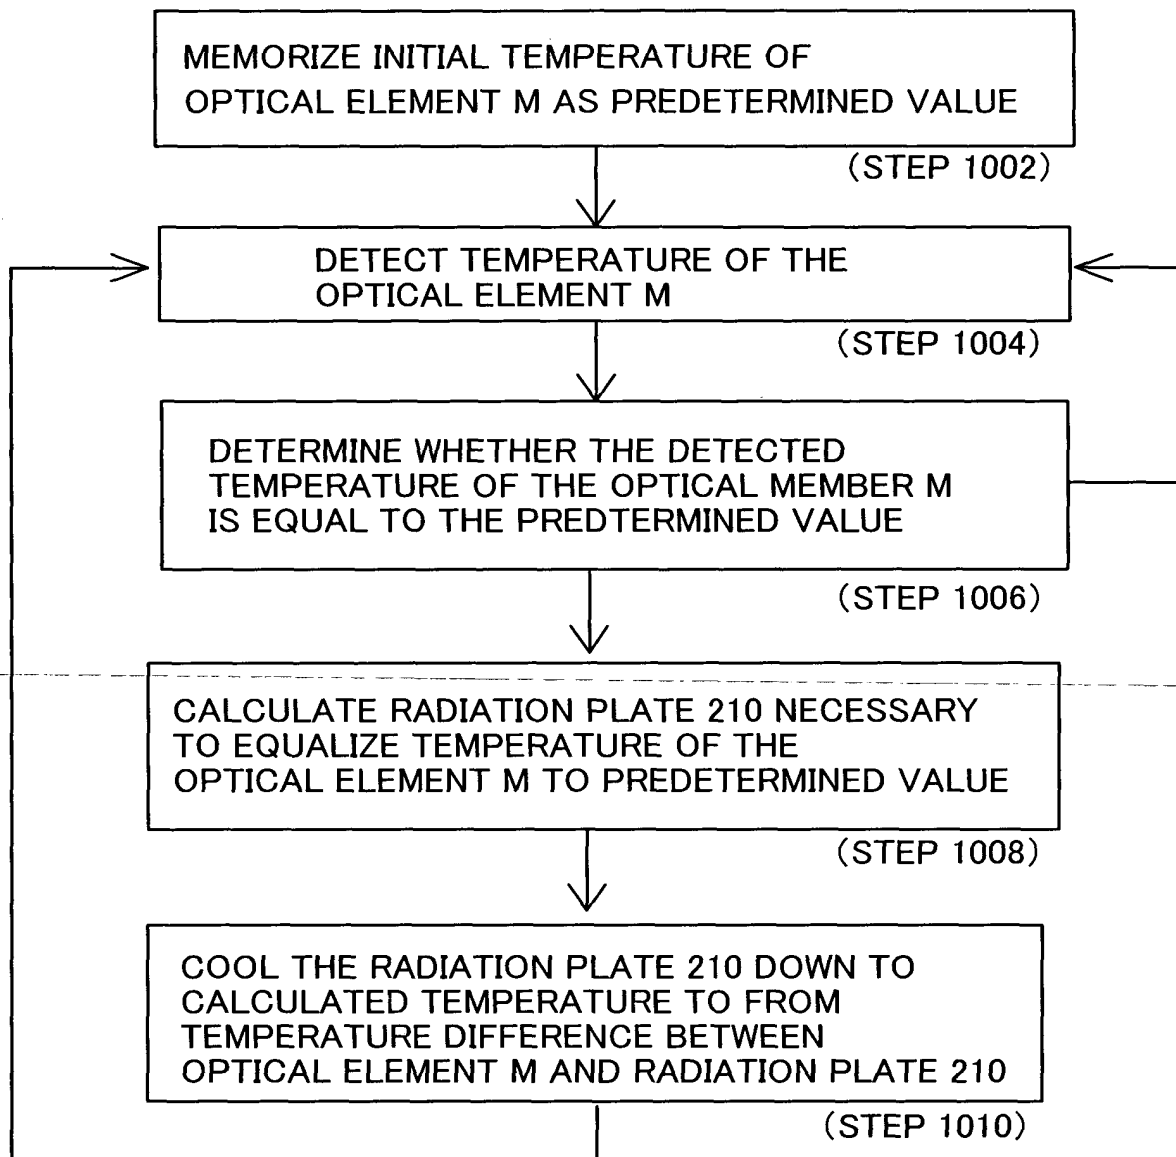 MEMORIZE INITIAL TEMPERATURE OF
OPTICAL ELEMENT M AS PREDETERMINED VALUE
(STEP 1002)
DETECT TEMPERATURE OF THE
OPTICAL ELEMENT M
(STEP 1004)
DETERMINE WHETHER THE DETECTED
TEMPERATURE OF THE OPTICAL MEMBER M
IS EQUAL TO THE PREDTERMINED VALUE
(STEP 1006)
CALCULATE RADIATION PLATE 210 NECESSARY
TO EQUALIZE TEMPERATURE OF THE
OPTICAL ELEMENT M TO PREDETERMINED VALUE
(STEP 1008)
COOL THE RADIATION PLATE 210 DOWN TO
CALCULATED TEMPERATURE TO FROM
TEMPERATURE DIFFERENCE BETWEEN
OPTICAL ELEMENT M AND RADIATION PLATE 210
(STEP 1010)